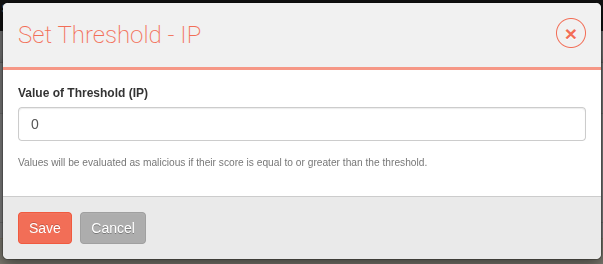 Set Threshold - IP
Value of Threshold (IP)
0
Values will be evaluated as malicious if their score is equal to or greater than the threshold.
Save Cancel